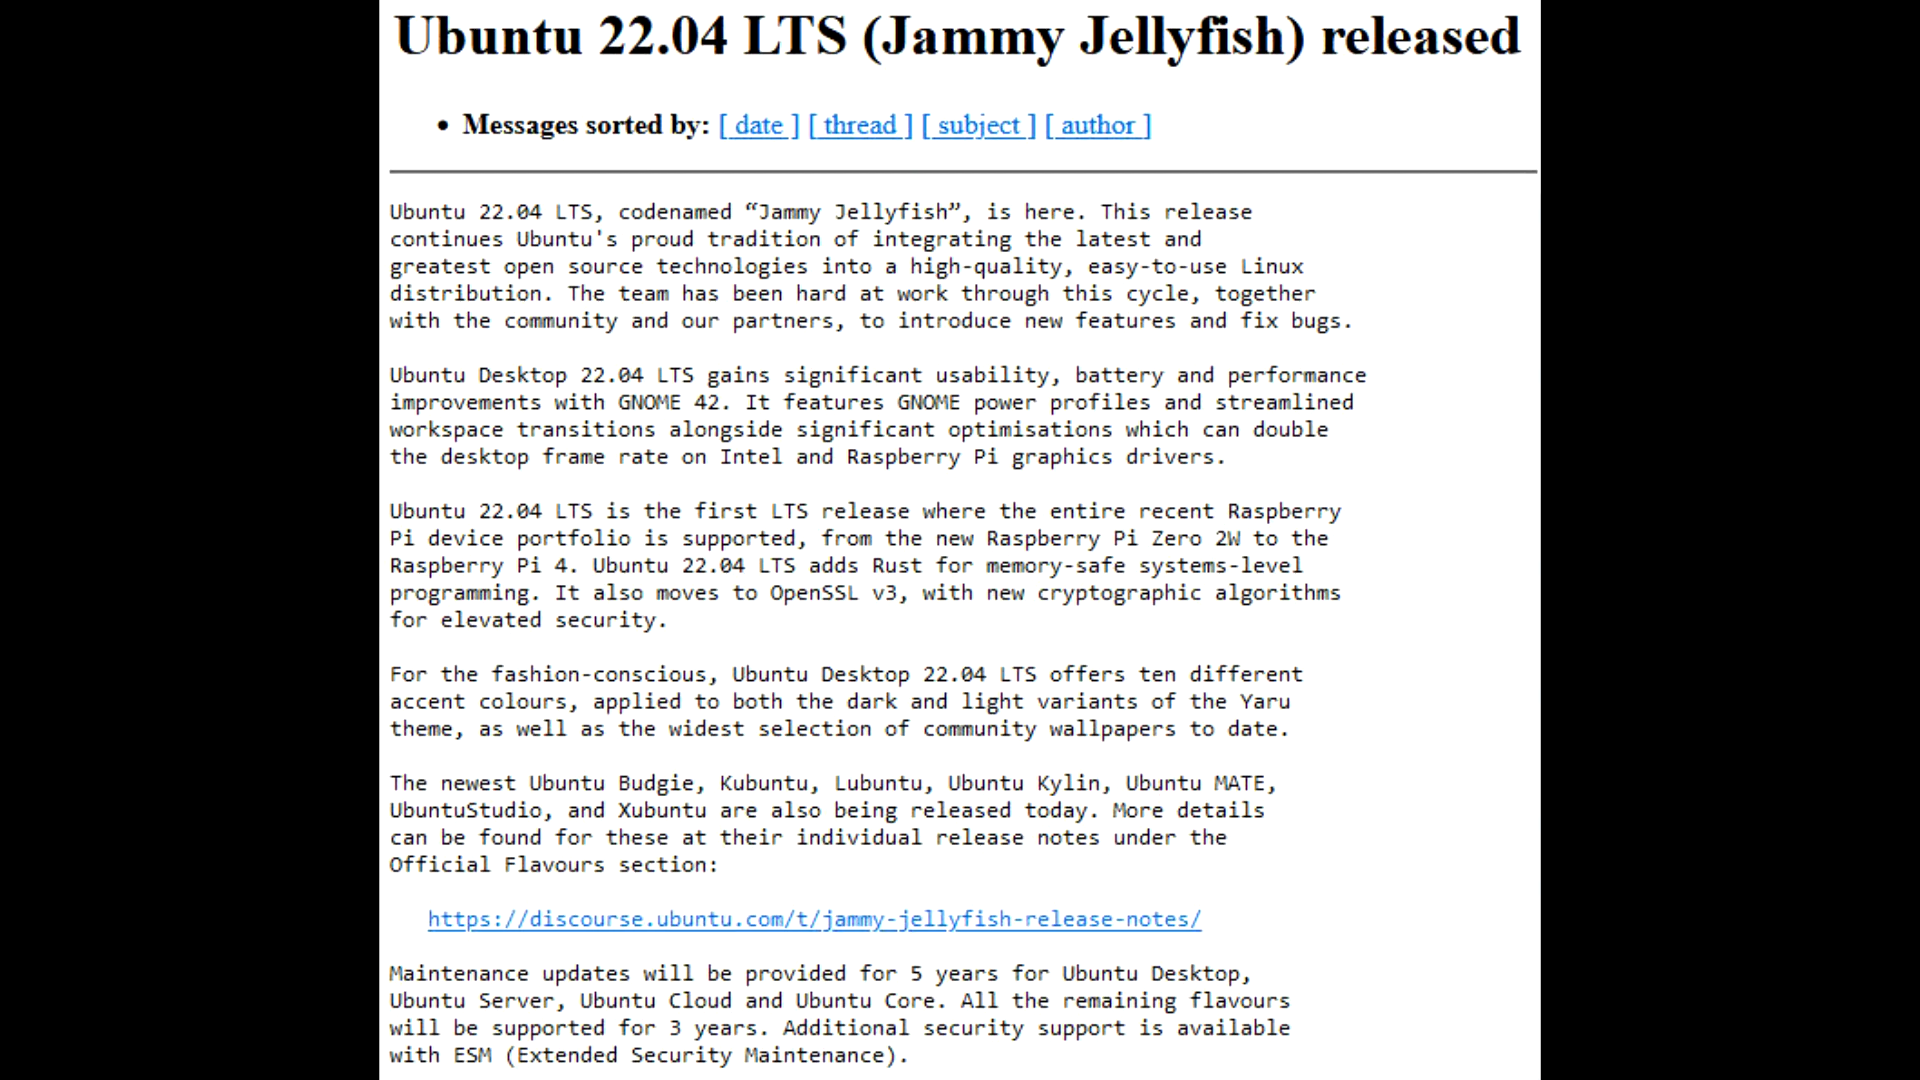 Ubuntu 22.04 LTS (Jammy Jellyfish) released
• Messages sorted by: [ date ] [ thread ] [ subject ] [ author ]
Ubuntu 22.04 LTS, codenamed “Jammy Jellyfish”, is here. This release
continues Ubuntu's proud tradition of integrating the latest and
greatest open source technologies into a high-quality, easy-to-use Linux
distribution. The team has been hard at work through this cycle, together
with the community and our partners, to introduce new features and fix bugs.
Ubuntu Desktop 22.04 LTS gains significant usability, battery and performance
improvements with GNOME 42. It features GNOME power profiles and streamlined
workspace transitions alongside significant optimisations which can double
the desktop frame rate on Intel and Raspberry Pi graphics drivers.
Ubuntu 22.04 LTS is the first LTS release where the entire recent Raspberry
Pi device portfolio is supported, from the new Raspberry Pi Zero 2W to the
Raspberry Pi 4. Ubuntu 22.04 LTS adds Rust for memory-safe systems-level
programming. It also moves to OpenSSL v3, with new cryptographic algorithms
for elevated security.
For the fashion-conscious, Ubuntu Desktop 22.04 LTS offers ten different
accent colours, applied to both the dark and light variants of the Yaru
theme, as well as the widest selection of community wallpapers to date.
The newest Ubuntu Budgie, Kubuntu, Lubuntu, Ubuntu Kylin, Ubuntu MATE,
UbuntuStudio, and Xubuntu are also being released today. More details
can be found for these at their individual release notes under the
Official Flavours section:
https://discourse.ubuntu.com/t/jammy-jellyfish-release-notes/
Maintenance updates will be provided for 5 years for Ubuntu Desktop,
Ubuntu Server, Ubuntu Cloud and Ubuntu Core. All the remaining flavours
will be supported for 3 years. Additional security support is available
with ESM (Extended Security Maintenance).